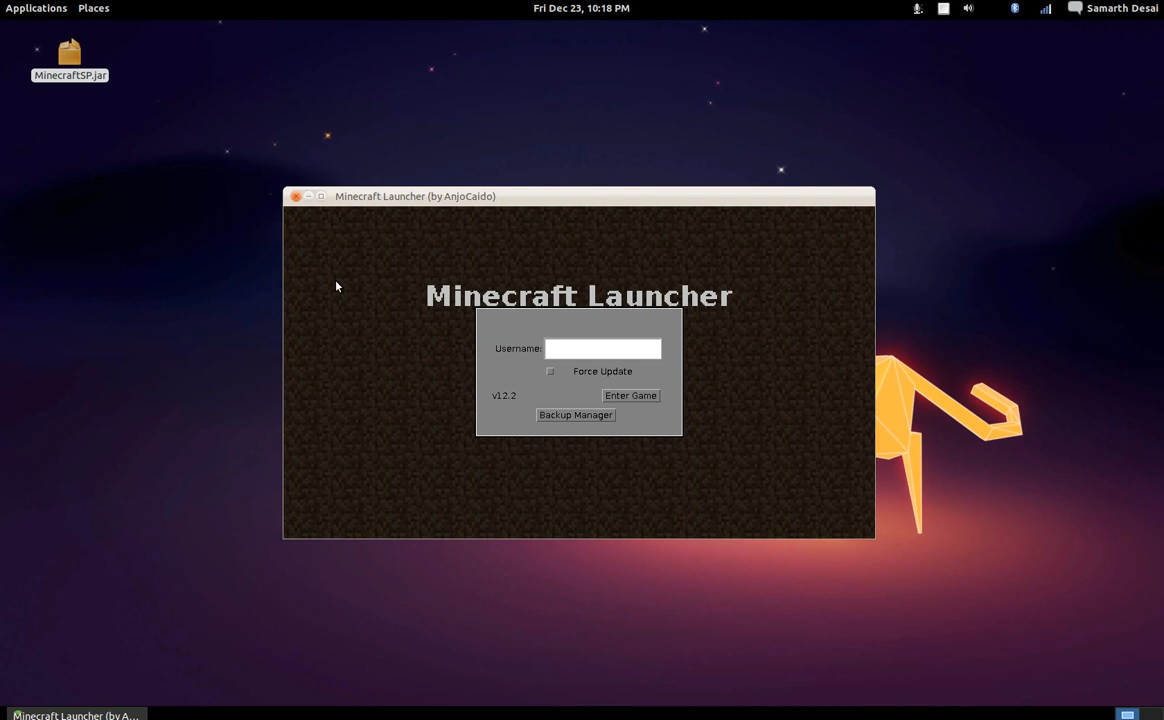 Applications Places
Fri Dec 23, 10:18 PM
Samarth Desai
MinecraftSP.jar
Minecraft Launcher (by AnjoCaido)
Minecraft Launcher
Username:
Force Update
v12.2
Enter Game
Backup Manager
Minecraft Launcher (by A...